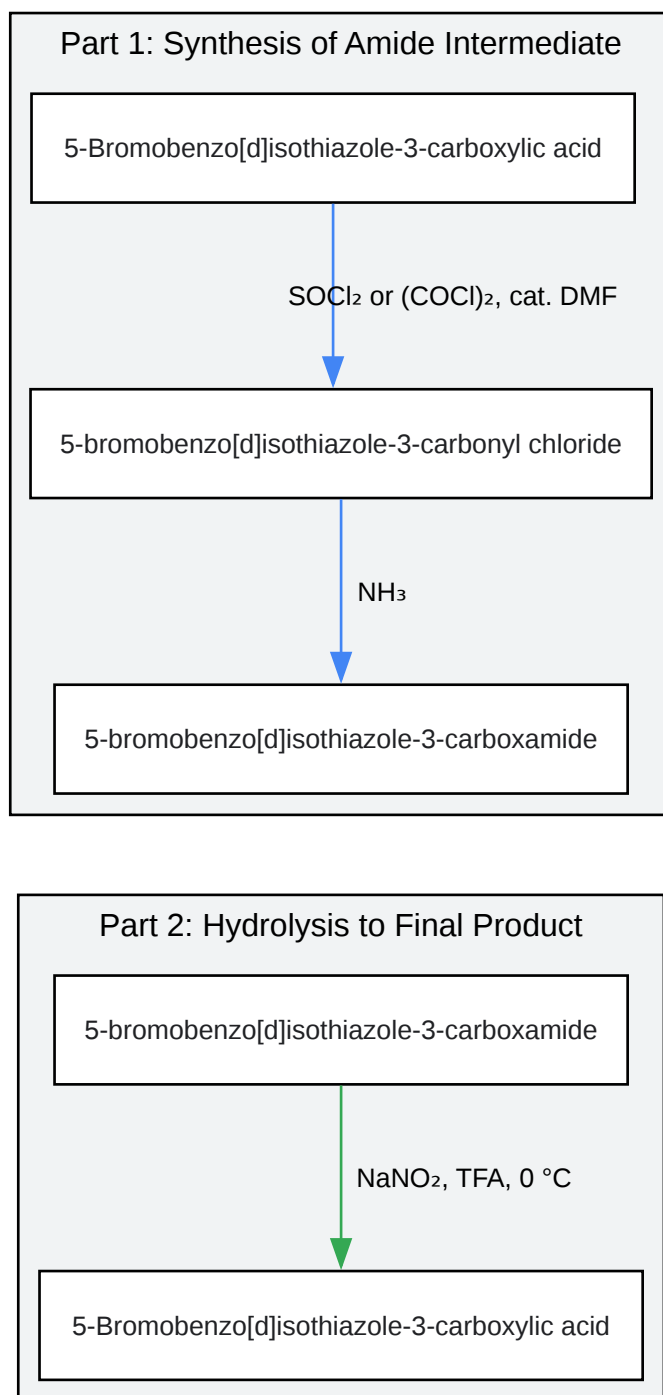 Part 1: Synthesis of Amide Intermediate
5-Bromobenzo[d]isothiazole-3-carboxylic acid
SOCl₂ or (COCl)₂, cat. DMF
5-bromobenzo[d]isothiazole-3-carbonyl chloride
NH₃
5-bromobenzo[d]isothiazole-3-carboxamide
Part 2: Hydrolysis to Final Product
5-bromobenzo[d]isothiazole-3-carboxamide
NaNO₂, TFA, 0 °C
5-Bromobenzo[d]isothiazole-3-carboxylic acid